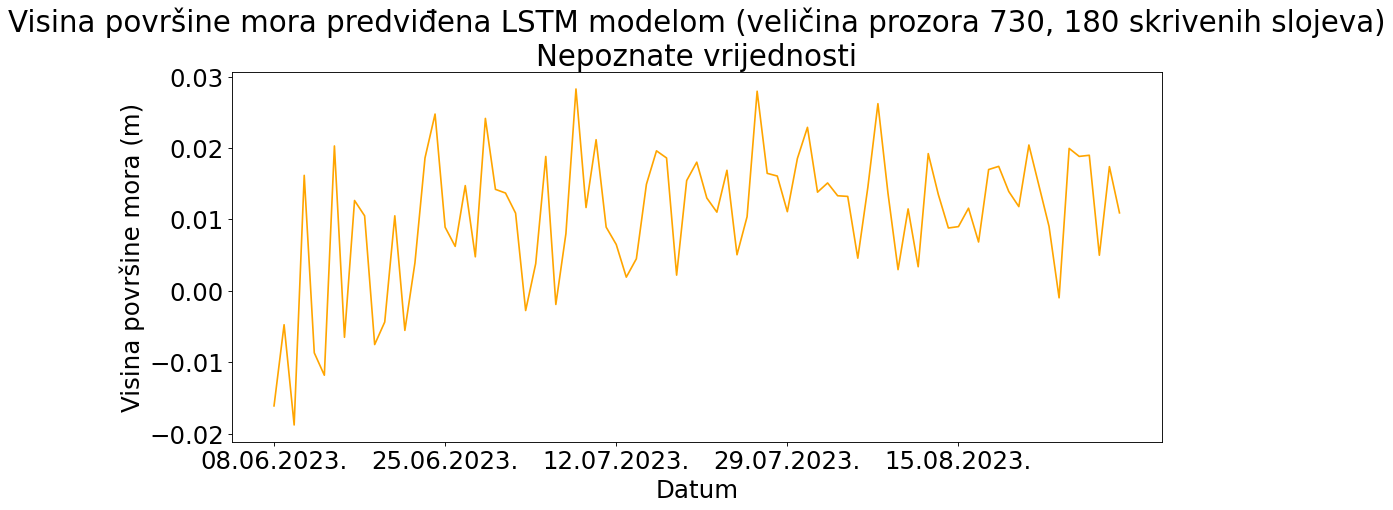 Visina površine mora predviđena LSTM modelom (veličina prozora 730, 180 skrivenih slojeva)
Nepoznate vrijednosti
Visina površine mora (m)
0.03
0.02
0.01
0.00
−0.01
−0.02
08.06.2023. 25.06.2023. 12.07.2023. 29.07.2023. 15.08.2023.
Datum